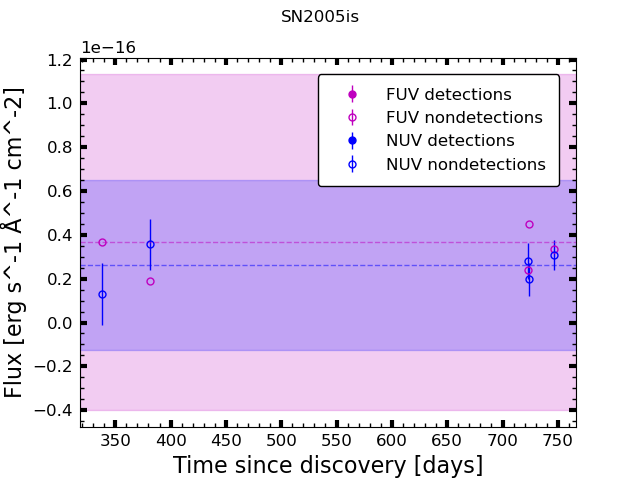 SN2005is
1e−16
1.2
1.0
0.8
0.6
0.4
0.2
0.0
−0.2
−0.4
Flux [erg s^-1 Å^-1 cm^-2]
FUV detections
FUV nondetections
NUV detections
NUV nondetections
350 400 450 500 550 600 650 700 750
Time since discovery [days]